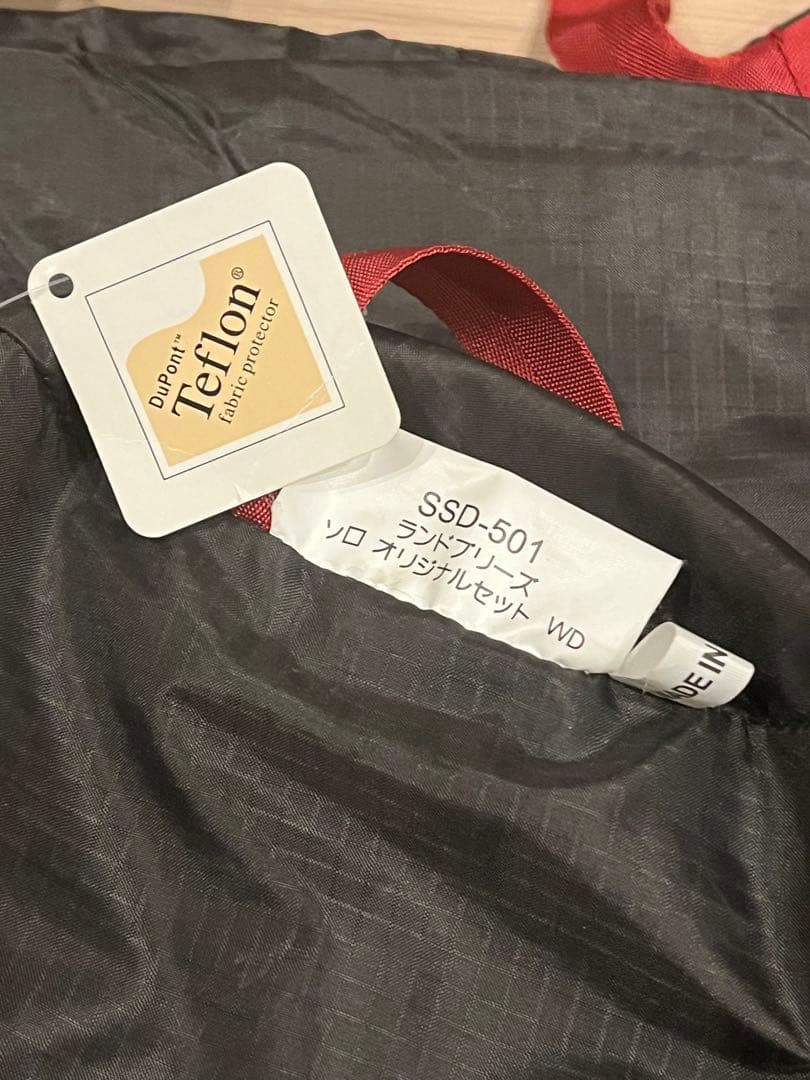 DuPont™
Teflon®
fabric protector
SSD-501
ランドブリーズ
ソロ オリジナルセット WD
MADE IN